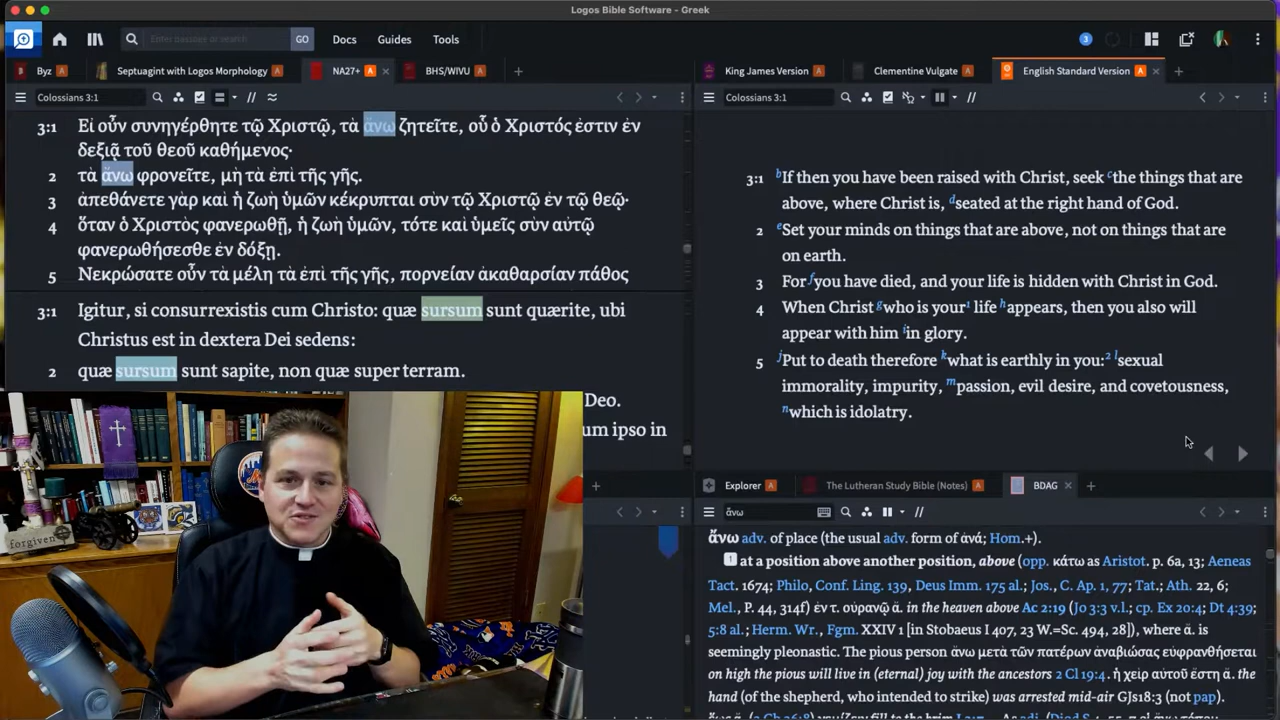 Logos Bible Software - Greek
GO
Docs
Guides
Tools
3
Byz A
Septuagint with Logos Morphology A
NA27+ A
BHS/WIVU A
King James Version A
Clementine Vulgate A
English Standard Version A
Colossians 3:1
Colossians 3:1
3:1 Εἰ οὖν συνηγέρθητε τῷ Χριστῷ, τὰ ἄνω ζητεῖτε, οὗ ὁ Χριστός ἐστιν ἐν
δεξιᾷ τοῦ θεοῦ καθήμενος·
2 τὰ ἄνω φρονεῖτε, μὴ τὰ ἐπὶ τῆς γῆς.
3 ἀπεθάνετε γὰρ καὶ ἡ ζωὴ ὑμῶν κέκρυπται σὺν τῷ Χριστῷ ἐν τῷ θεῷ·
4 ὅταν ὁ Χριστὸς φανερωθῇ, ἡ ζωὴ ὑμῶν, τότε καὶ ὑμεῖς σὺν αὐτῷ
φανερωθήσεσθε ἐν δόξῃ.
5 Νεκρώσατε οὖν τὰ μέλη τὰ ἐπὶ τῆς γῆς, πορνείαν ἀκαθαρσίαν πάθος
3:1 Igitur, si consurrexistis cum Christo: quæ sursum sunt quærite, ubi
Christus est in dextera Dei sedens:
2 quæ sursum sunt sapite, non quæ super terram.
Deo.
um ipso in
3:1 bIf then you have been raised with Christ, seek cthe things that are
above, where Christ is, dseated at the right hand of God.
2 eSet your minds on things that are above, not on things that are
on earth.
3 For fyou have died, and your life is hidden with Christ in God.
4 When Christ gwho is your1 life happears, then you also will
appear with him iin glory.
5 jPut to death therefore kwhat is earthly in you:2 lsexual
immorality, impurity, mpassion, evil desire, and covetousness,
nwhich is idolatry.
Explorer A
The Lutheran Study Bible (Notes) A
BDAG
ἄνω
ἄνω adv. of place (the usual adv. form of ἀνά; Hom.+).
1 at a position above another position, above (opp. κάτω as Aristot. p. 6a, 13; Aeneas
Tact. 1674; Philo, Conf. Ling. 139, Deus Imm. 175 al.; Jos., C. Ap. 1, 77; Tat.; Ath. 22, 6;
Mel., P. 44, 314f) ἐν τ. οὐρανῷ ἄ. in the heaven above Ac 2:19 (Jo 3:3 v.l.; cp. Ex 20:4; Dt 4:39;
5:8 al.; Herm. Wr., Fgm. XXIV 1 [in Stobaeus I 407, 23 W.=Sc. 494, 28]), where ἄ. is
seemingly pleonastic. The pious person ἄνω μετὰ τῶν πατέρων ἀναβιώσας εὐφρανθήσεται
on high the pious will live in (eternal) joy with the ancestors 2 Cl 19:4. ἡ χεὶρ αὐτοῦ ἔστη ἄ. the
hand (of the shepherd, who intended to strike) was arrested mid-air GJs18:3 (not pap).
forgiven